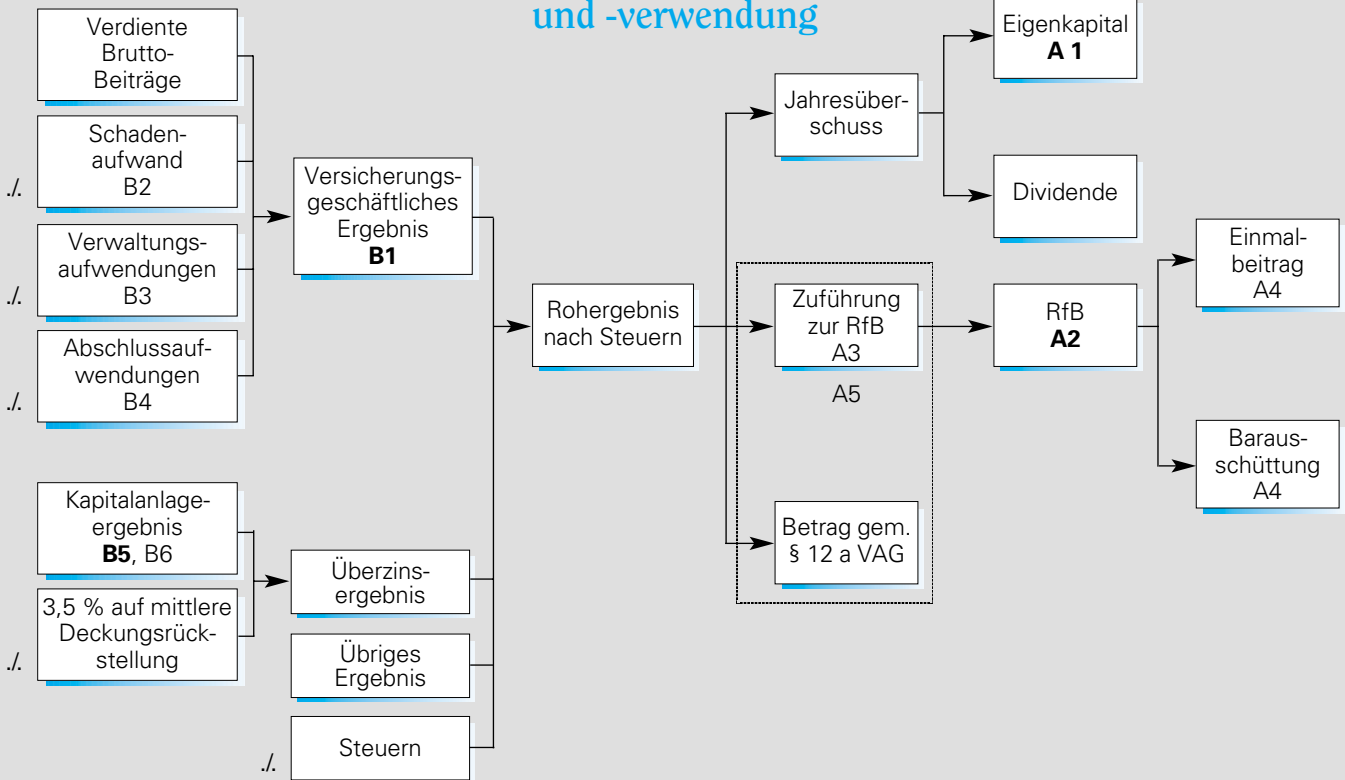 und -verwendung
Verdiente
Brutto-
Beiträge
./.
Schaden-
aufwand
B2
./.
Verwaltungs-
aufwendungen
B3
./.
Abschlussauf-
wendungen
B4
Versicherungs-
geschäftliches
Ergebnis
B1
Kapitalanlage-
ergebnis
B5, B6
./.
3,5 % auf mittlere
Deckungsrück-
stellung
Überzins-
ergebnis
Übriges
Ergebnis
./.
Steuern
Rohergebnis
nach Steuern
Jahresüber-
schuss
Eigenkapital
A 1
Dividende
Zuführung
zur RfB
A3
A5
Betrag gem.
§ 12 a VAG
RfB
A2
Einmal-
beitrag
A4
Baraus-
schüttung
A4